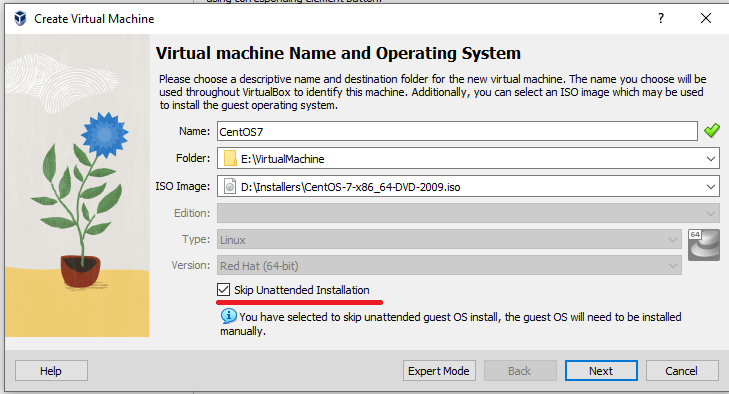 using corresponding element button.
Create Virtual Machine
Virtual machine Name and Operating System
Please choose a descriptive name and destination folder for the new virtual machine. The name you choose will be
used throughout VirtualBox to identify this machine. Additionally, you can select an ISO image which may be used
to install the guest operating system.
Name: CentOS7
Folder: E:\VirtualMachine
ISO Image: D:\Installers\CentOS-7-x86_64-DVD-2009.iso
Edition:
Type: Linux
64
Version: Red Hat (64-bit)
Skip Unattended Installation
You have selected to skip unattended guest OS install, the guest OS will need to be installed
manually.
Help Expert Mode Back Next Cancel